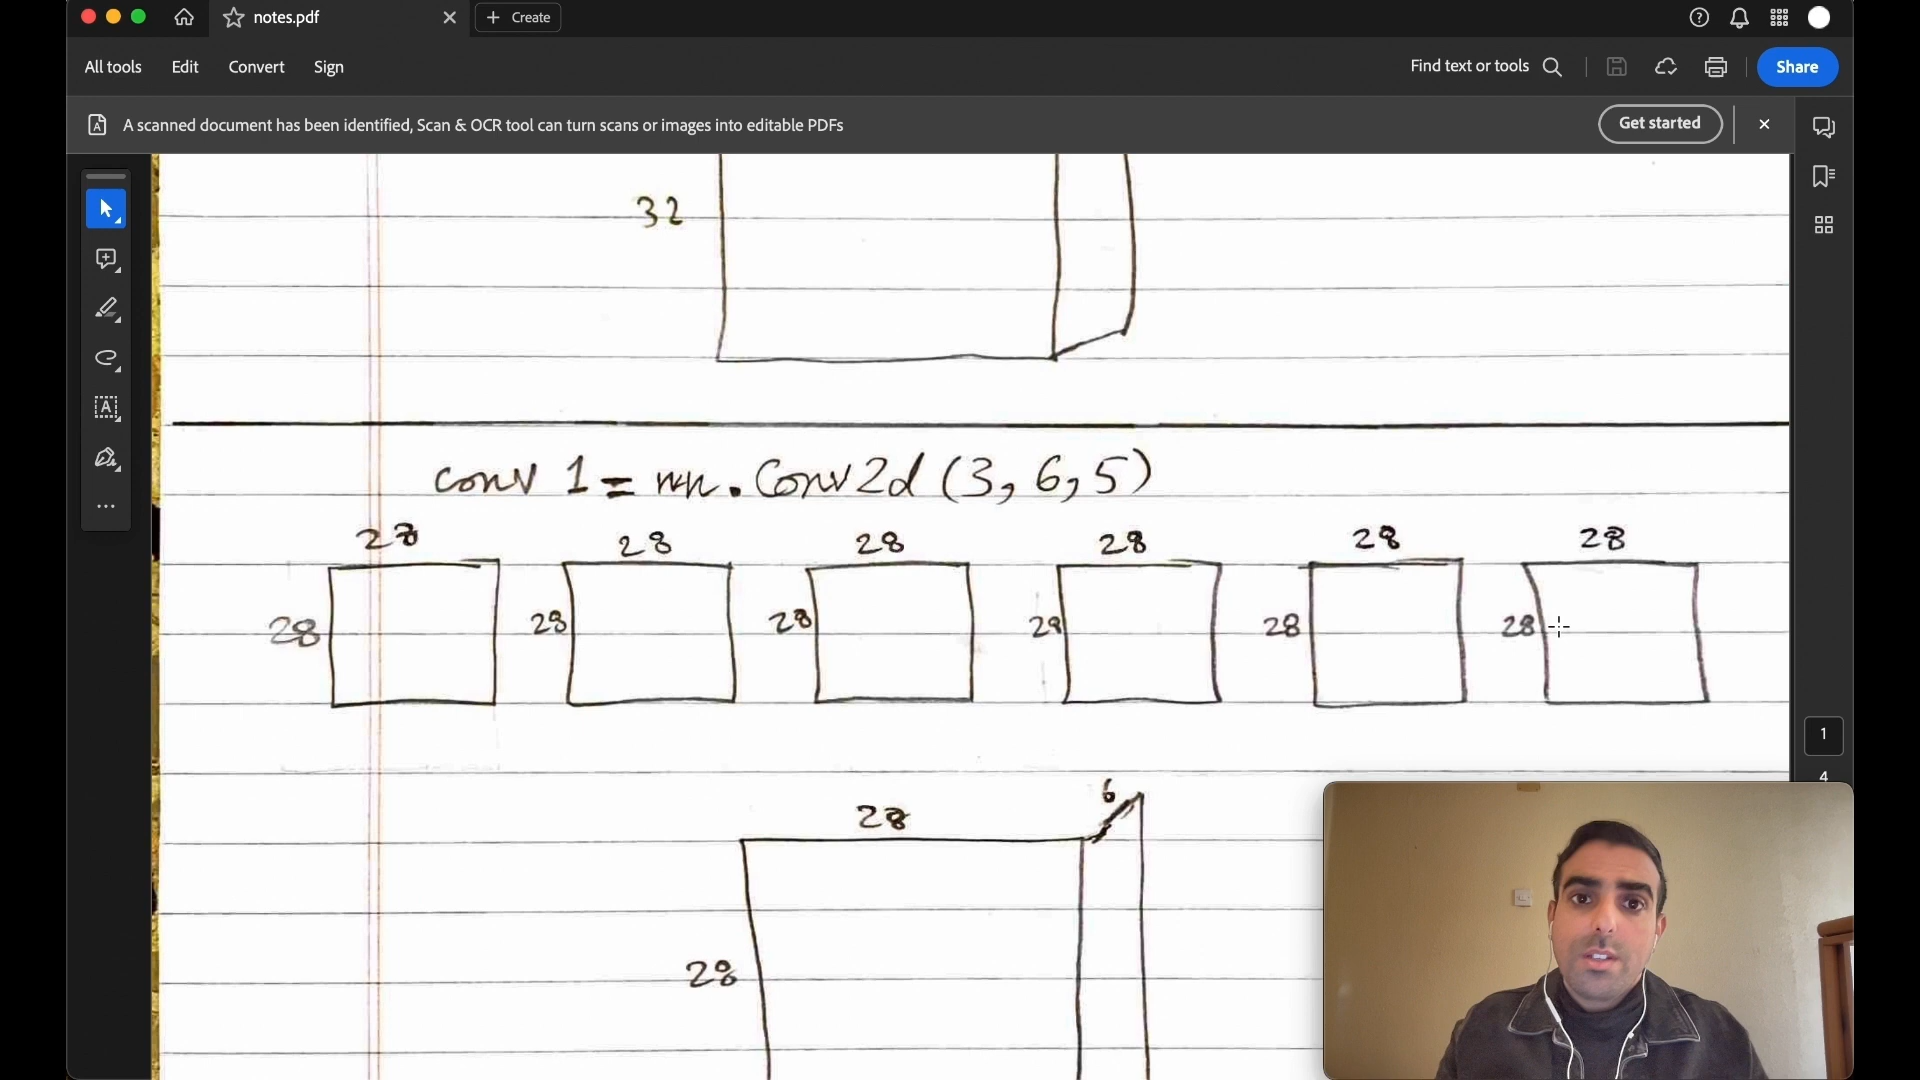 notes.pdf
Create
All tools Edit Convert Sign
Find text or tools
Share
A scanned document has been identified, Scan & OCR tool can turn scans or images into editable PDFs
Get started
32
conv 1 = nn.Conv2d (3, 6, 5)
28 28 28 28 28 28
28 28 28 28 28 28
1
4
28 6
28